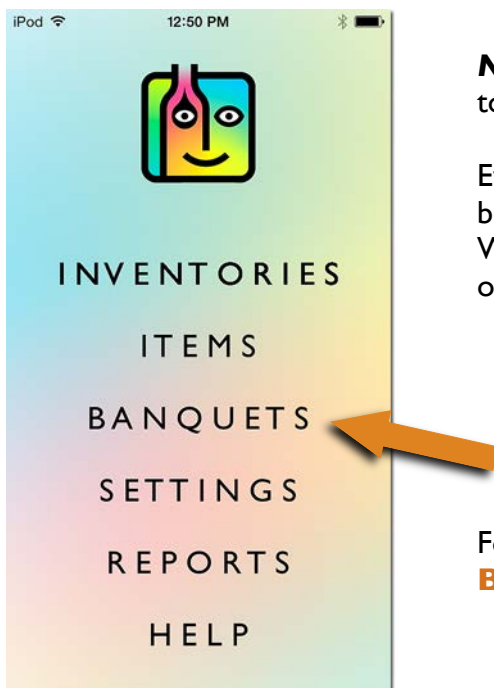 iPod 12:50 PM
INVENTORIES
ITEMS
BANQUETS
SETTINGS
REPORTS
HELP